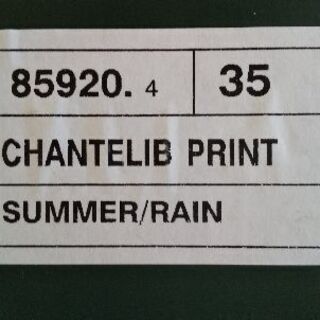 85920. 4 35
CHANTELIB PRINT
SUMMER/RAIN